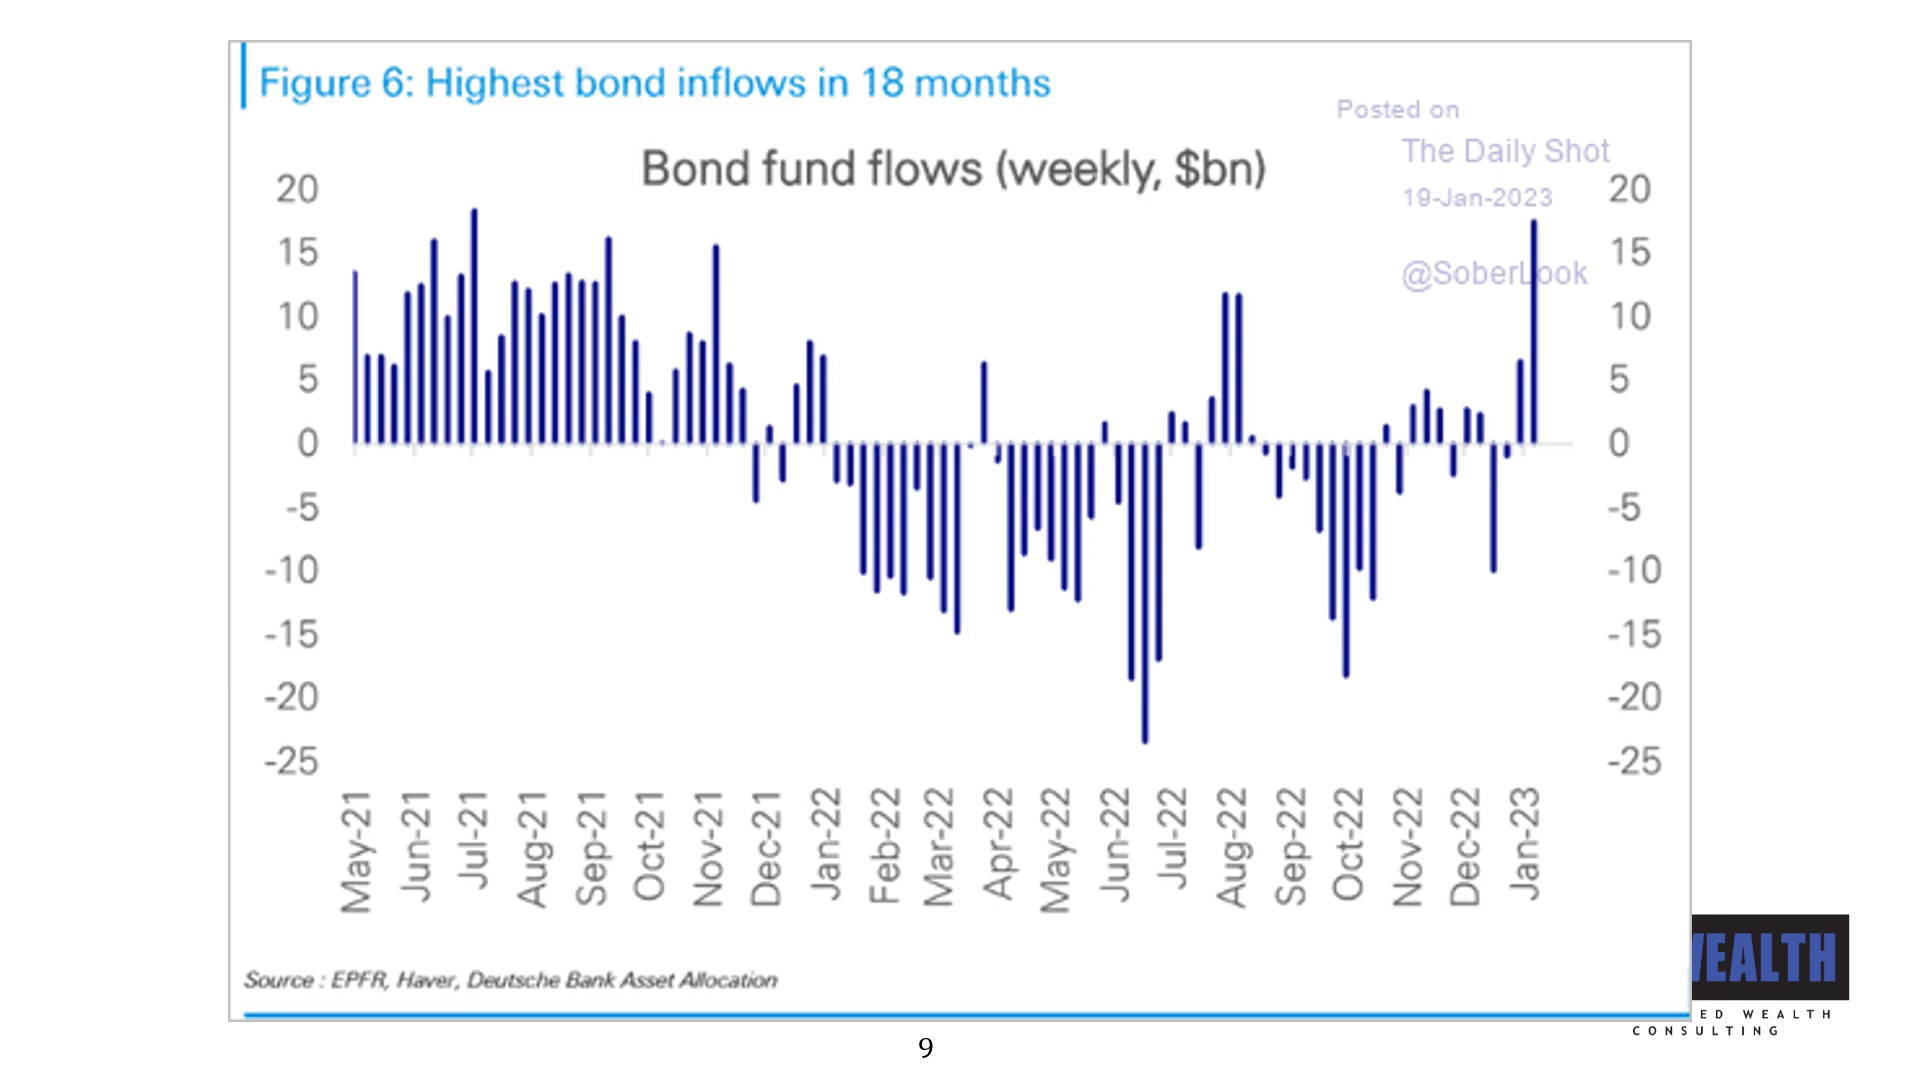 Figure 6: Highest bond inflows in 18 months
Posted on
The Daily Shot
19-Jan-2023
@SoberLook
Bond fund flows (weekly, $bn)
20 20
15 15
10 10
5 5
0 0
-5 -5
-10 -10
-15 -15
-20 -20
-25 -25
May-21 Jun-21 Jul-21 Aug-21 Sep-21 Oct-21 Nov-21 Dec-21 Jan-22 Feb-22 Mar-22 Apr-22 May-22 Jun-22 Jul-22 Aug-22 Sep-22 Oct-22 Nov-22 Dec-22 Jan-23
Source : EPFR, Haver, Deutsche Bank Asset Allocation
WEALTH
ED WEALTH
CONSULTING
9